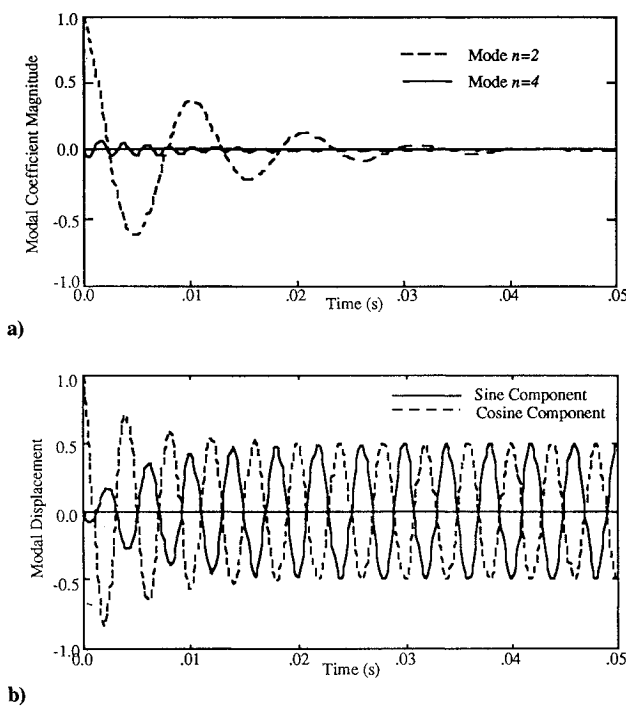 1.0
0.5
0.0
-0.5
-1.0
Modal Coefficient Magnitude
Mode n=2
Mode n=4
0.0 .01 .02 .03 .04 .05
Time (s)
a)
1.0
0.5
0.0
-0.5
-1.0
Modal Displacement
Sine Component
Cosine Component
0.0 .01 .02 .03 .04 .05
Time (s)
b)